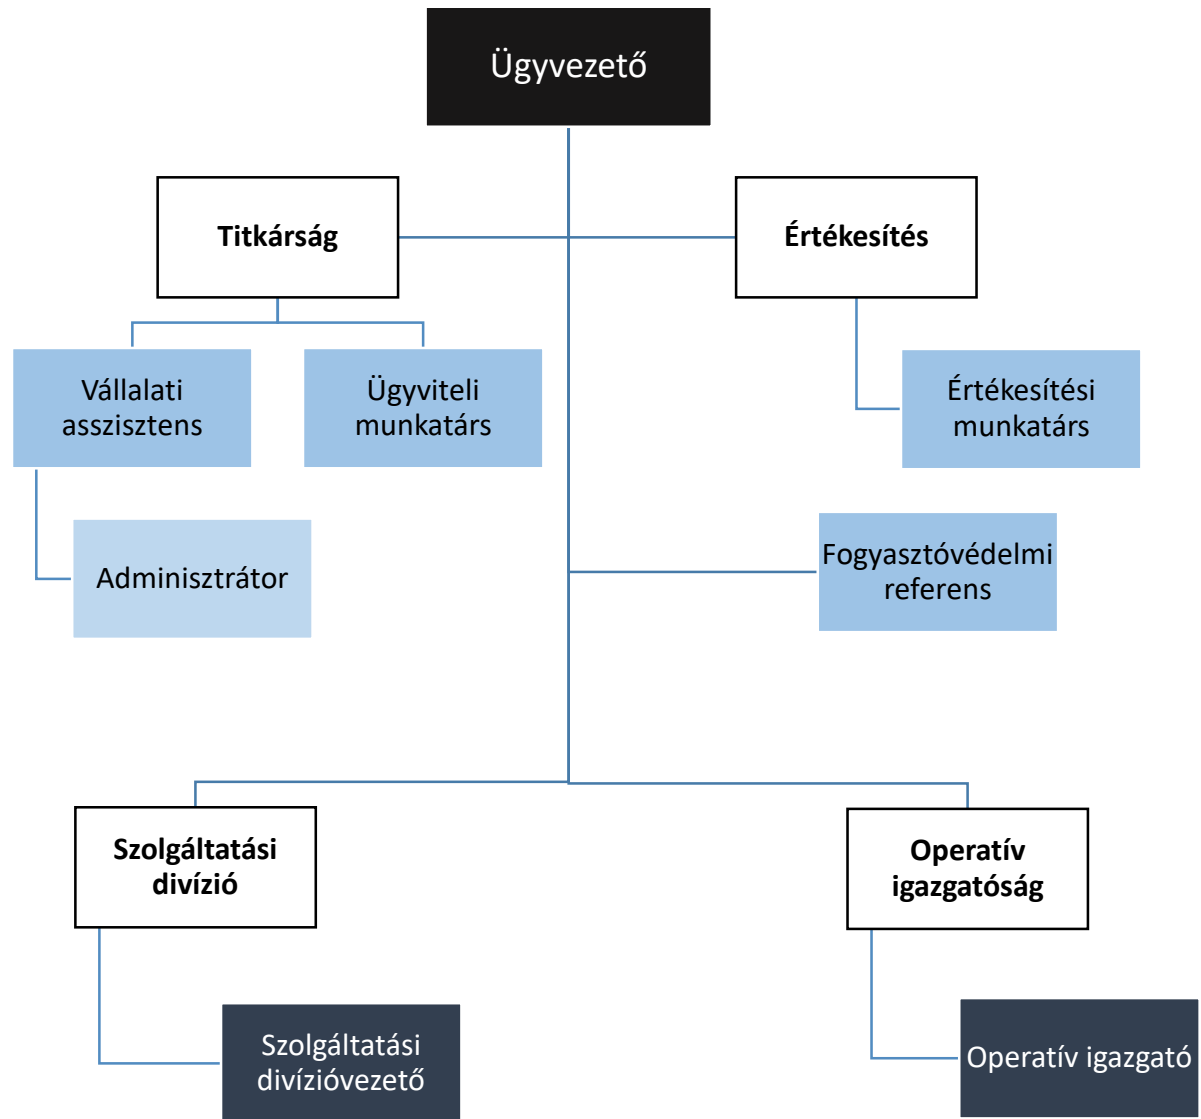 Ügyvezető
Titkárság
Értékesítés
Vállalati
asszisztens
Ügyviteli
munkatárs
Értékesítési
munkatárs
Adminisztrátor
Fogyasztóvédelmi
referens
Szolgáltatási
divízió
Operatív
igazgatóság
Szolgáltatási
divízióvezető
Operatív igazgató